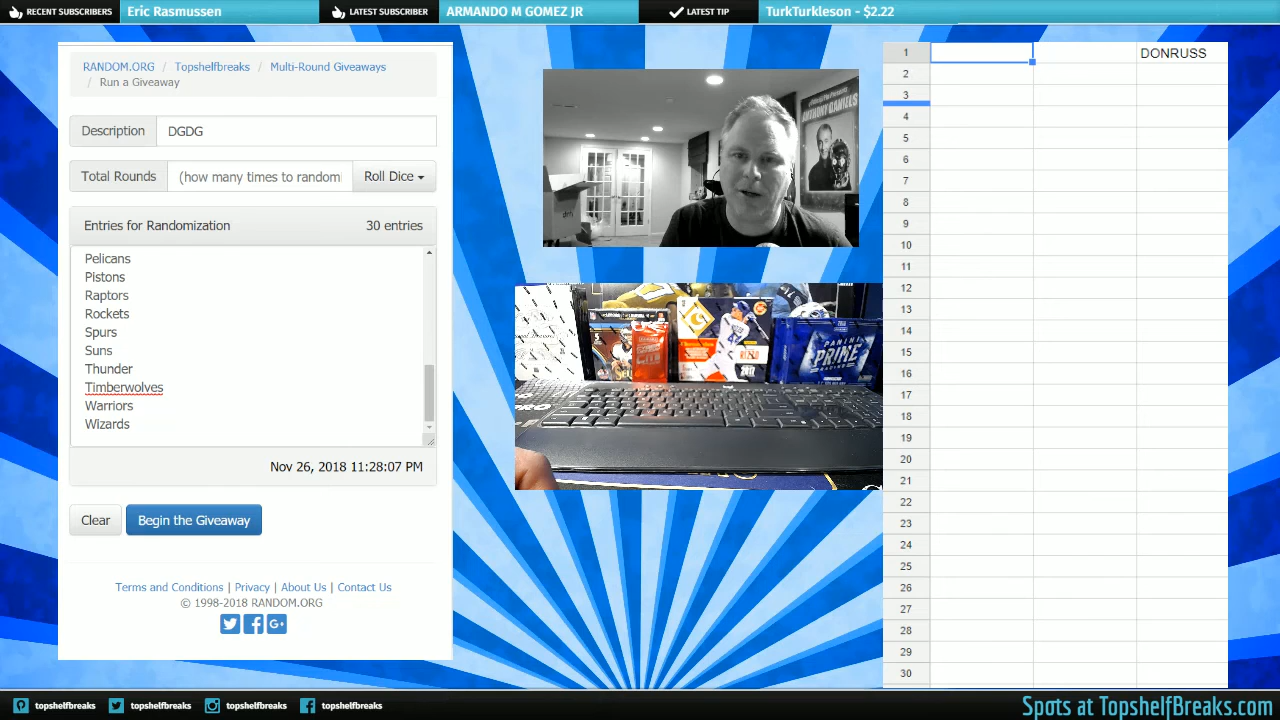 RECENT SUBSCRIBERS
Eric Rasmussen
LATEST SUBSCRIBER
ARMANDO M GOMEZ JR
LATEST TIP
TurkTurkleson - $2.22
RANDOM.ORG / Topshelfbreaks / Multi-Round Giveaways
/ Run a Giveaway
Description DGDG
Total Rounds (how many times to randomi Roll Dice
Entries for Randomization 30 entries
Pelicans
Pistons
Raptors
Rockets
Spurs
Suns
Thunder
Timberwolves
Warriors
Wizards
Nov 26, 2018 11:28:07 PM
Clear Begin the Giveaway
Terms and Conditions | Privacy | About Us | Contact Us
© 1998-2018 RANDOM.ORG
ANTHONY DANIELS
PANINI
PRIME
RACING
1 DONRUSS
2
3
4
5
6
7
8
9
10
11
12
13
14
15
16
17
18
19
20
21
22
23
24
25
26
27
28
29
30
topshelfbreaks topshelfbreaks topshelfbreaks topshelfbreaks
Spots at TopshelfBreaks.com